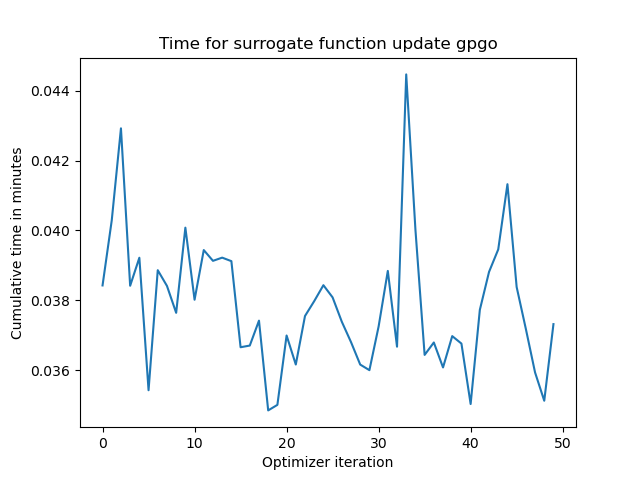 Time for surrogate function update gpgo
Cumulative time in minutes
0.044
0.042
0.040
0.038
0.036
0 10 20 30 40 50
Optimizer iteration